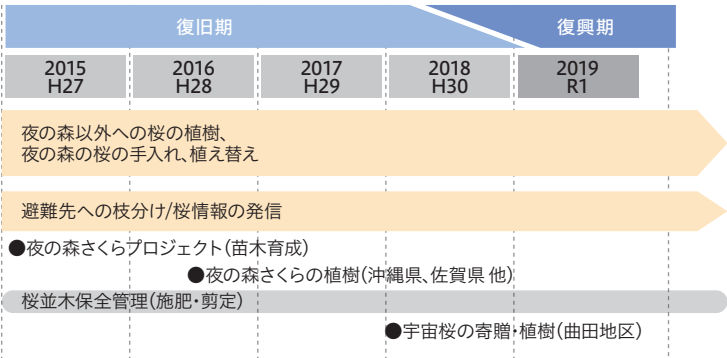 復旧期
復興期
2015
H27
2016
H28
2017
H29
2018
H30
2019
R1
夜の森以外への桜の植樹、
夜の森の桜の手入れ、植え替え
避難先への枝分け/桜情報の発信
●夜の森さくらプロジェクト(苗木育成)
●夜の森さくらの植樹(沖縄県、佐賀県 他)
桜並木保全管理(施肥・剪定)
●宇宙桜の寄贈・植樹(曲田地区)